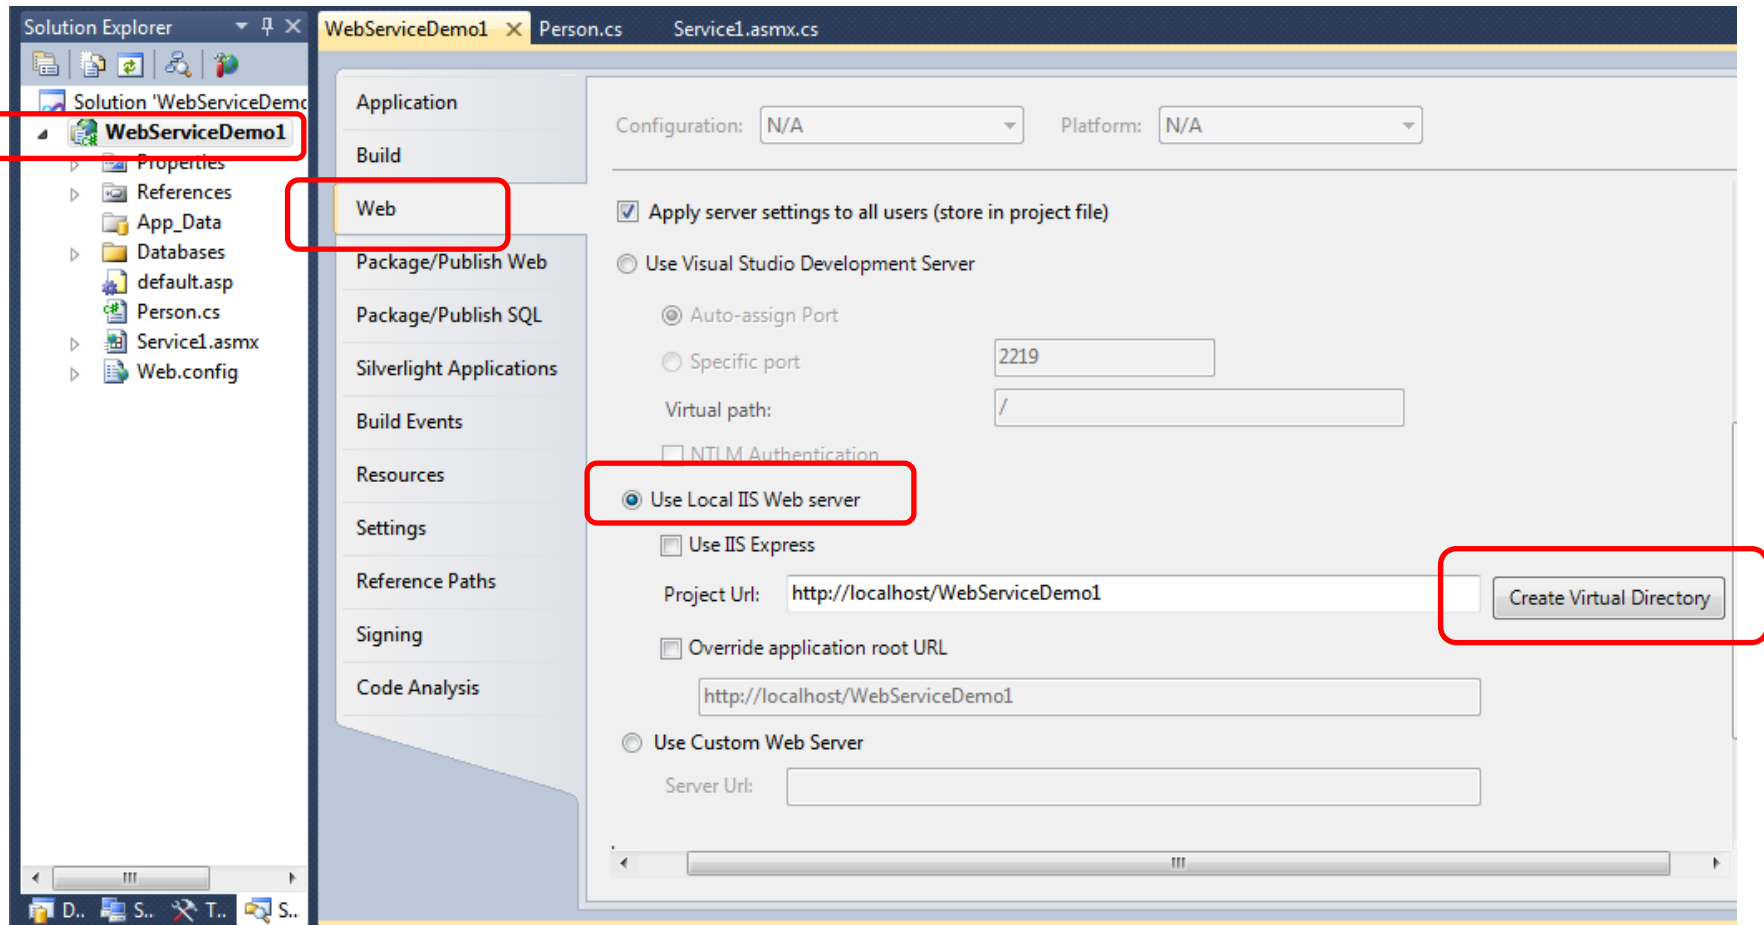 Solution Explorer
WebServiceDemo1
Person.cs
Service1.asmx.cs
Solution 'WebServiceDemo
WebServiceDemo1
Properties
References
App_Data
Databases
default.asp
Person.cs
Service1.asmx
Web.config
D..
S..
T..
S..
Application
Build
Web
Package/Publish Web
Package/Publish SQL
Silverlight Applications
Build Events
Resources
Settings
Reference Paths
Signing
Code Analysis
Configuration: N/A Platform: N/A
Apply server settings to all users (store in project file)
Use Visual Studio Development Server
Auto-assign Port
Specific port 2219
Virtual path: /
NTLM Authentication
Use Local IIS Web server
Use IIS Express
Project Url: http://localhost/WebServiceDemo1 Create Virtual Directory
Override application root URL
http://localhost/WebServiceDemo1
Use Custom Web Server
Server Url: